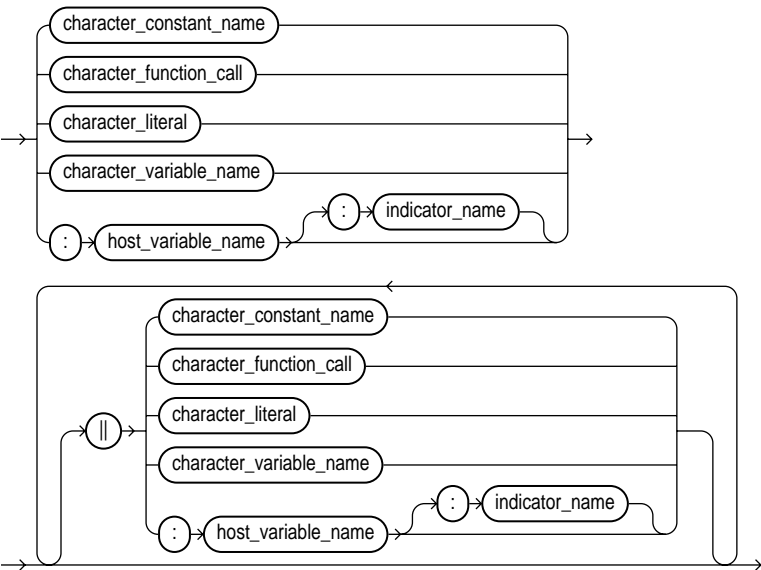 character_constant_name
character_function_call
character_literal
character_variable_name
: indicator_name
: host_variable_name
character_constant_name
character_function_call
character_literal
||
character_variable_name
: indicator_name
: host_variable_name